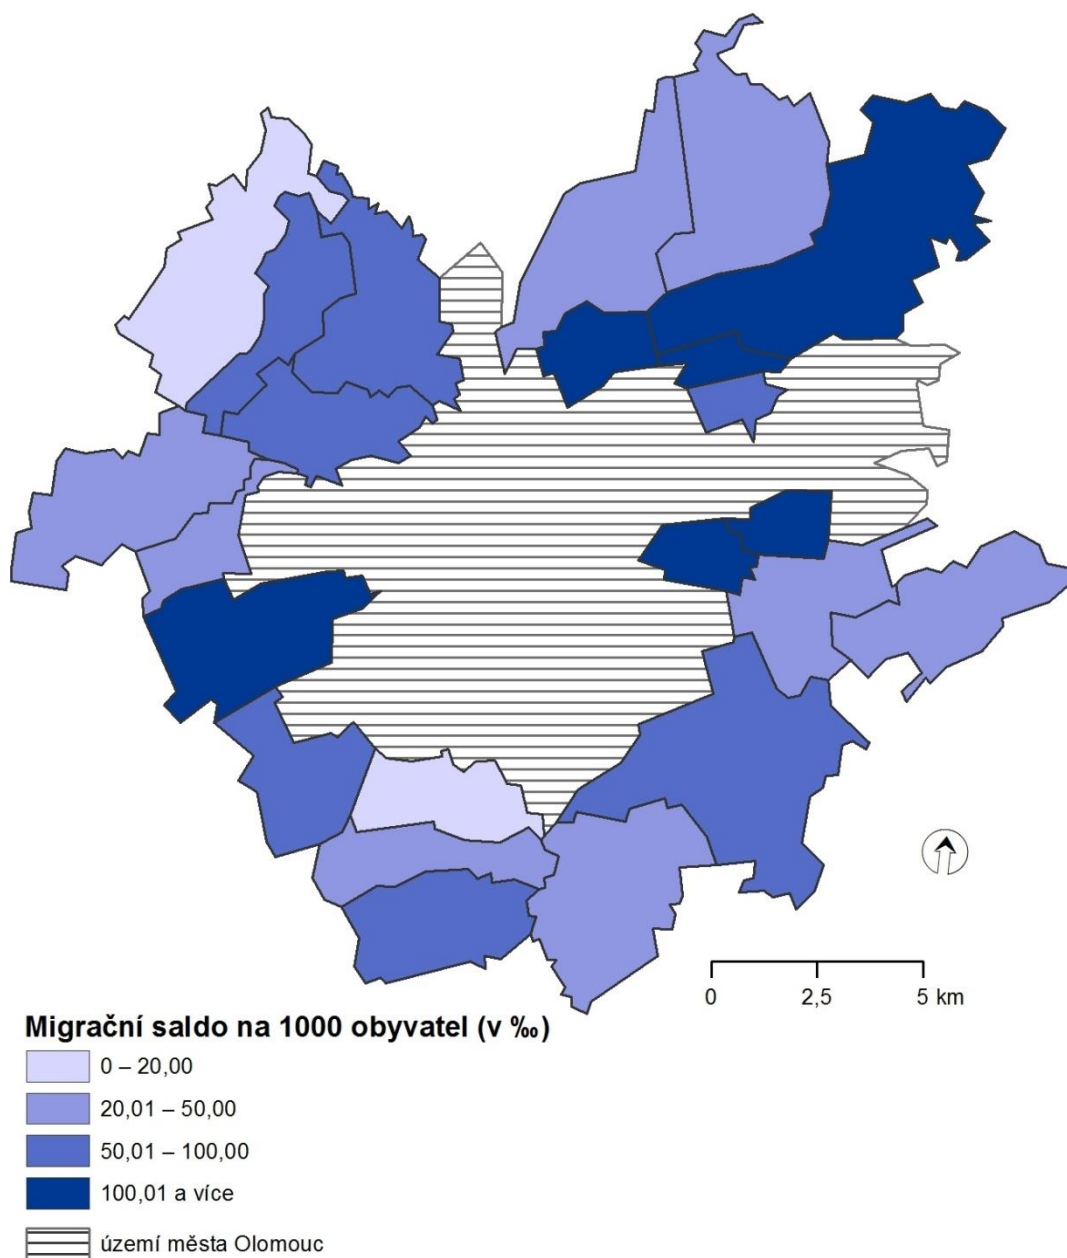 0 2,5 5 km
Migrační saldo na 1000 obyvatel (v ‰)
0 – 20,00
20,01 – 50,00
50,01 – 100,00
100,01 a více
území města Olomouc